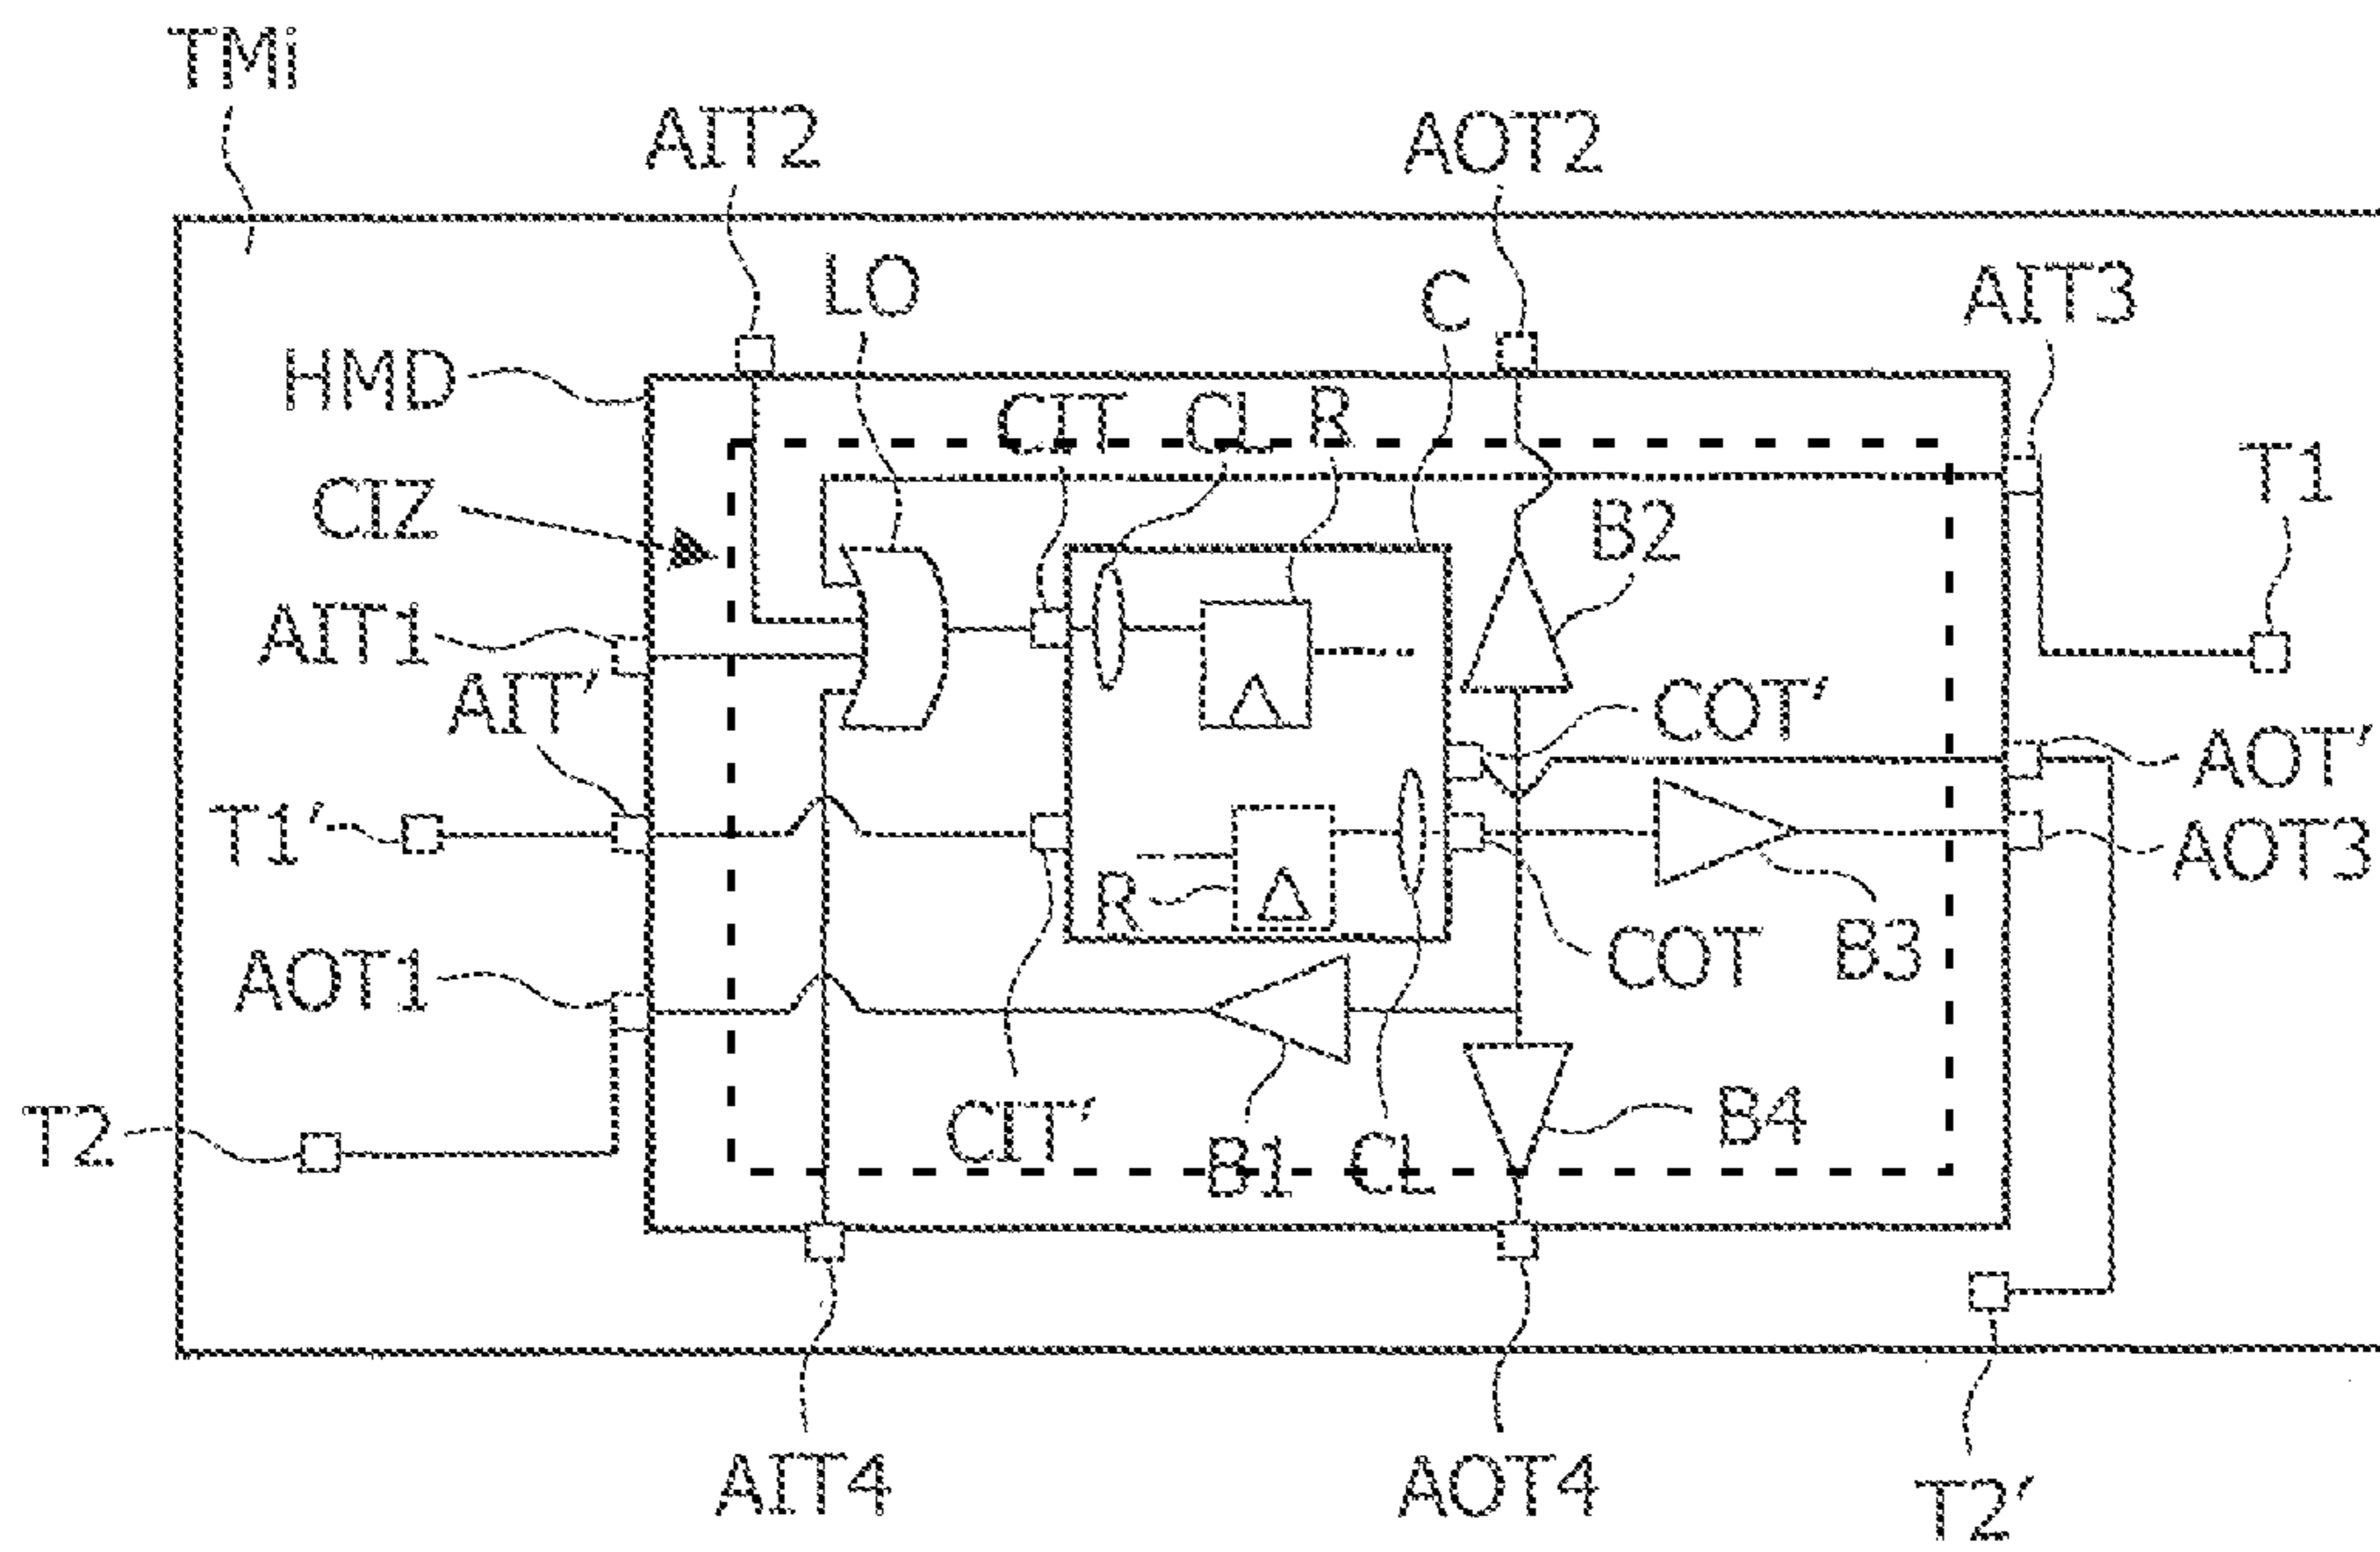 TMi
AIT2
AOT2
LO
C
AIT3
HMD
CIT
CL
R
T1
CIZ
B2
AIT1
AIT′
COT′
AOT′
T1′
AOT3
R
B3
AOT1
COT
T2
CIT′
B1
CL
B4
AIT4
AOT4
T2′